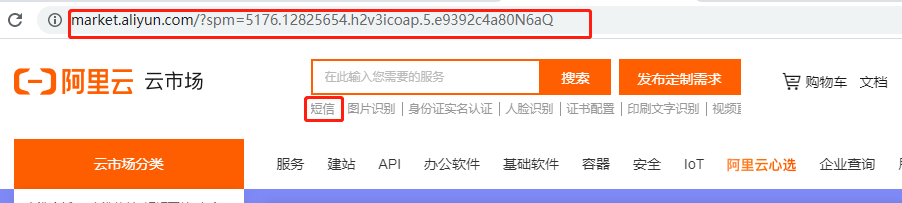 market.aliyun.com/?spm=5176.12825654.h2v3icoap.5.e9392c4a80N6aQ
阿里云 云市场
在此输入您需要的服务 搜索 发布定制需求 购物车 文档
短信 图片识别 | 身份证实名认证 | 人脸识别 | 证书配置 | 印刷文字识别 | 视频直
云市场分类 服务 建站 API 办公软件 基础软件 容器 安全 IoT 阿里云心选 企业查询